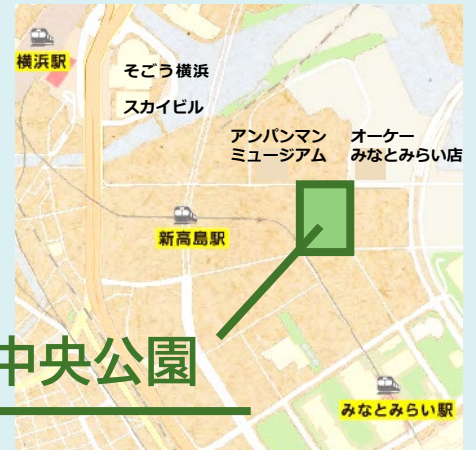 横浜駅
そごう横浜
スカイビル
アンパンマン
ミュージアム
オーケー
みなとみらい店
新高島駅
中央公園
みなとみらい駅